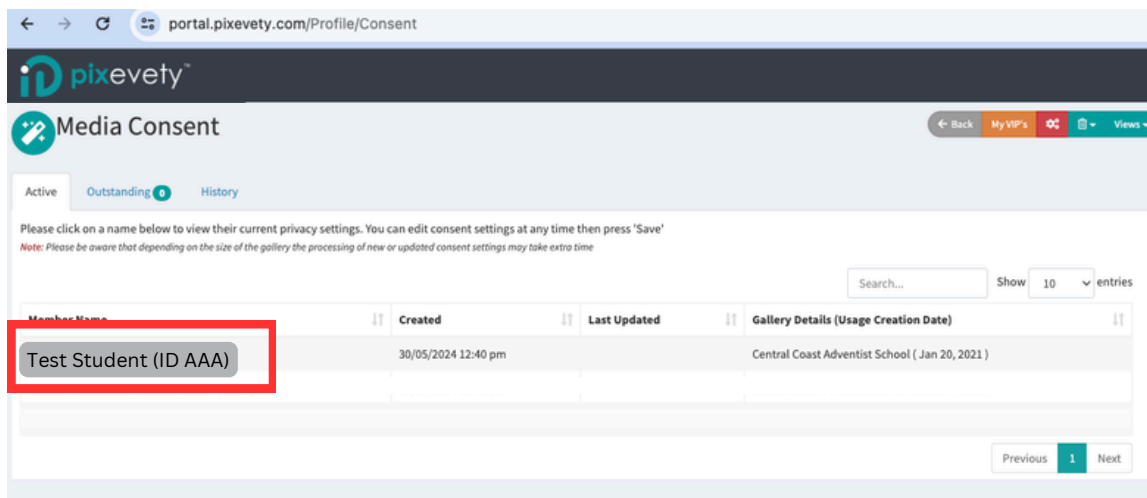 portal.pixevety.com/Profile/Consent
iD pixevety™
Media Consent
← Back My VIP's Views
Active Outstanding 0 History
Please click on a name below to view their current privacy settings. You can edit consent settings at any time then press 'Save'
Note: Please be aware that depending on the size of the gallery the processing of new or updated consent settings may take extra time
Search... Show 10 entries
Member Name Created Last Updated Gallery Details (Usage Creation Date)
Test Student (ID AAA) 30/05/2024 12:40 pm Central Coast Adventist School ( Jan 20, 2021 )
Previous 1 Next